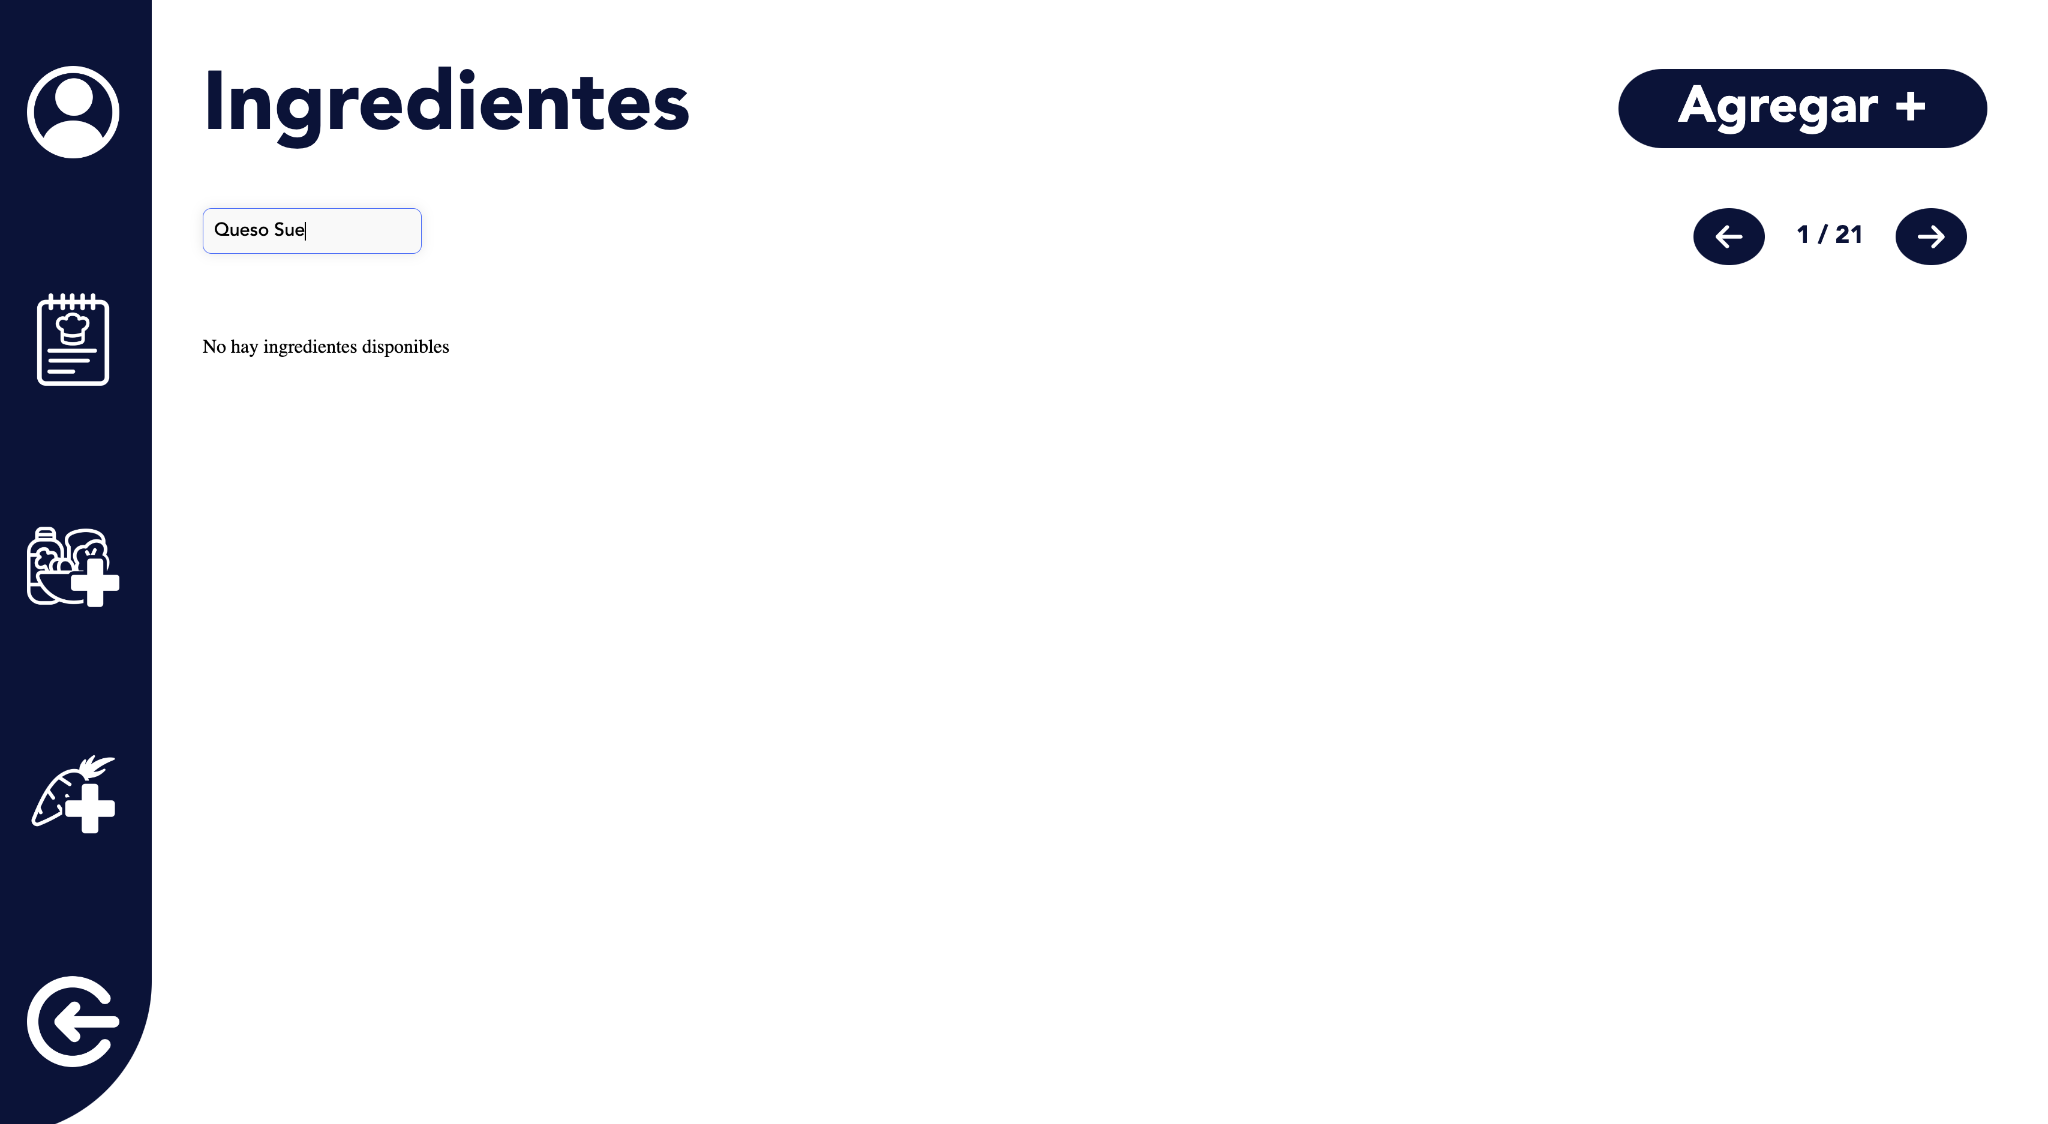 Ingredientes
Agregar +
Queso Sue
1 / 21
No hay ingredientes disponibles